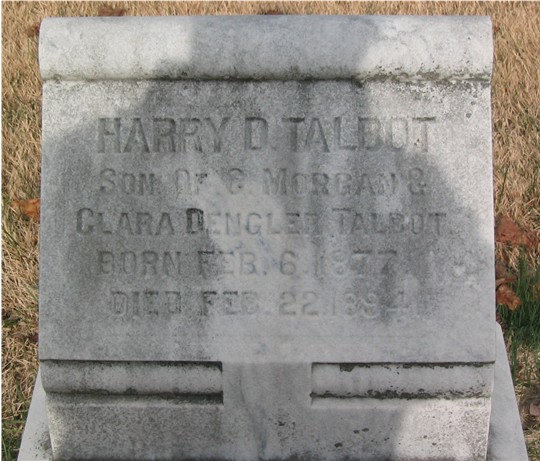 HARRY D. TALBOT
SON OF C. MORGAN &
CLARA DENGLER TALBOT.
BORN FEB. 6. 1877.
DIED FEB. 22. 1894.